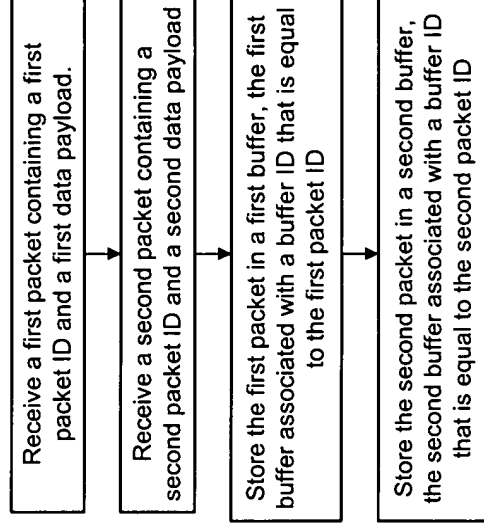 Receive a first packet containing a first
packet ID and a first data payload.
Receive a second packet containing a
second packet ID and a second data payload
Store the first packet in a first buffer, the first
buffer associated with a buffer ID that is equal
to the first packet ID
Store the second packet in a second buffer,
the second buffer associated with a buffer ID
that is equal to the second packet ID